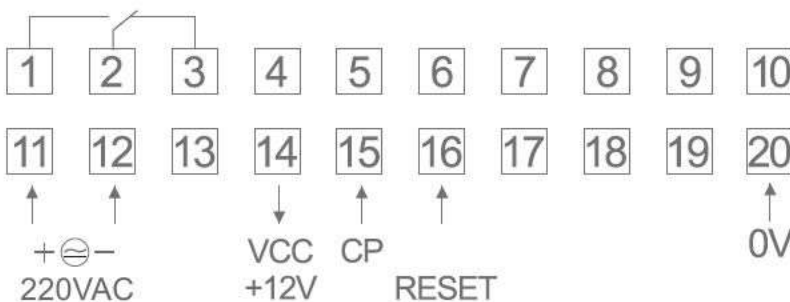 1 2 3 4 5 6 7 8 9 10
11 12 13 14 15 16 17 18 19 20
+ - VCC CP 0V
220VAC +12V RESET